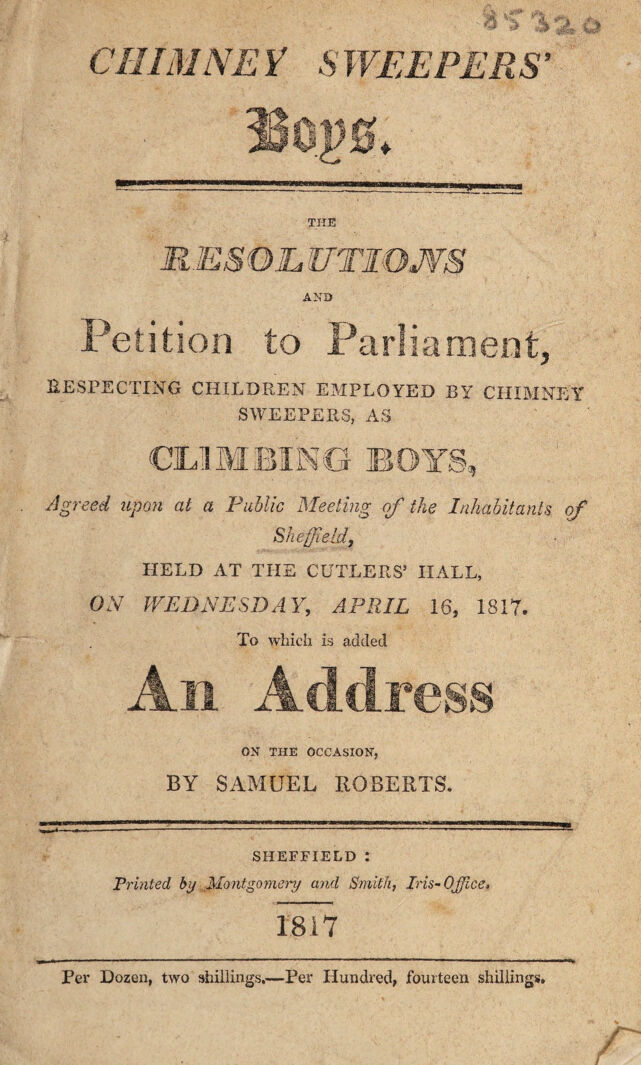 85320
CHIMNEY SWEEPERS'
Boys.
THE
RESOLUTIONS
AND
Petition to Parliament,
RESPECTING CHILDREN EMPLOYED BY CHIMNEY
SWEEPERS, AS
CLIMBING BOYS,
Agreed upon at a Public Meeting of the Inhabitants of
Sheffield,
HELD AT THE CUTLERS' HALL,
ON WEDNESDAY, APRIL 16, 1817.
To which is added
An Address
ON THE OCCASION,
BY SAMUEL ROBERTS.
SHEFFIELD :
Printed by Montgomery and Smith, Iris-Office.
1817
Per Dozen, two shillings.—Per Hundred, fourteen shillings.